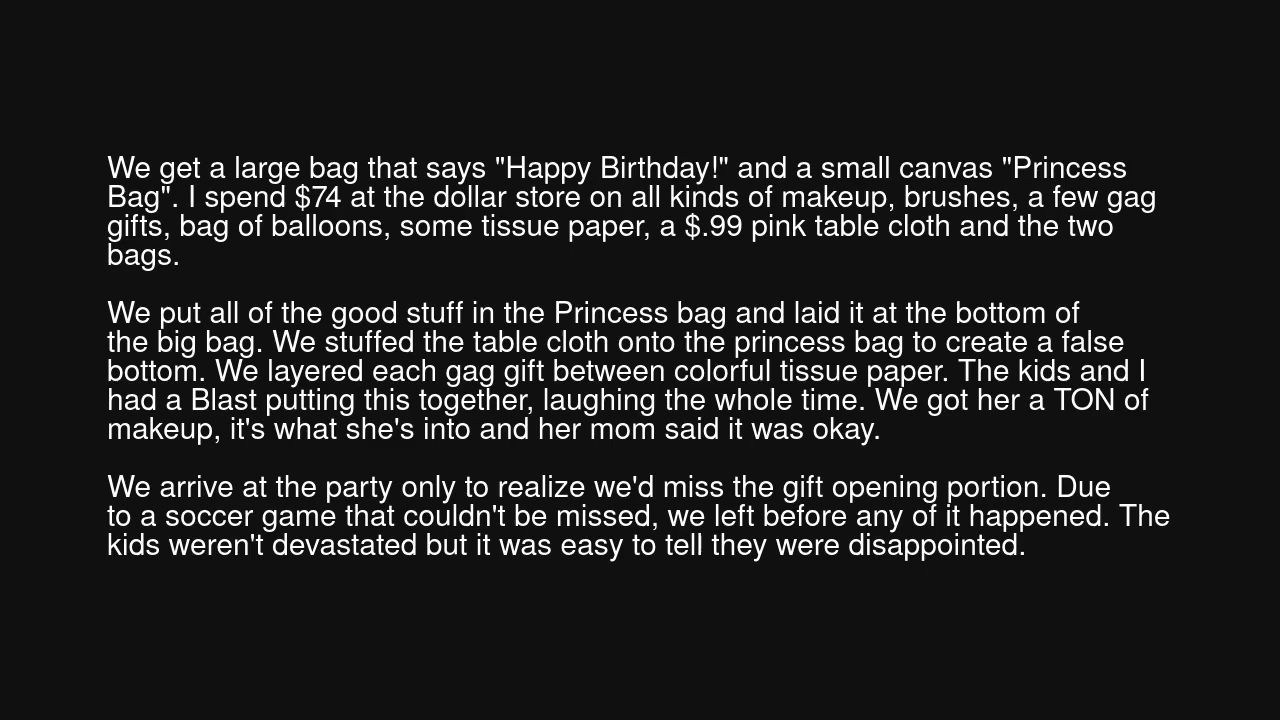 We get a large bag that says "Happy Birthday!" and a small canvas "Princess
Bag". I spend $74 at the dollar store on all kinds of makeup, brushes, a few gag
gifts, bag of balloons, some tissue paper, a $.99 pink table cloth and the two
bags.

We put all of the good stuff in the Princess bag and laid it at the bottom of
the big bag. We stuffed the table cloth onto the princess bag to create a false
bottom. We layered each gag gift between colorful tissue paper. The kids and I
had a Blast putting this together, laughing the whole time. We got her a TON of
makeup, it's what she's into and her mom said it was okay.

We arrive at the party only to realize we'd miss the gift opening portion. Due
to a soccer game that couldn't be missed, we left before any of it happened. The
kids weren't devastated but it was easy to tell they were disappointed.